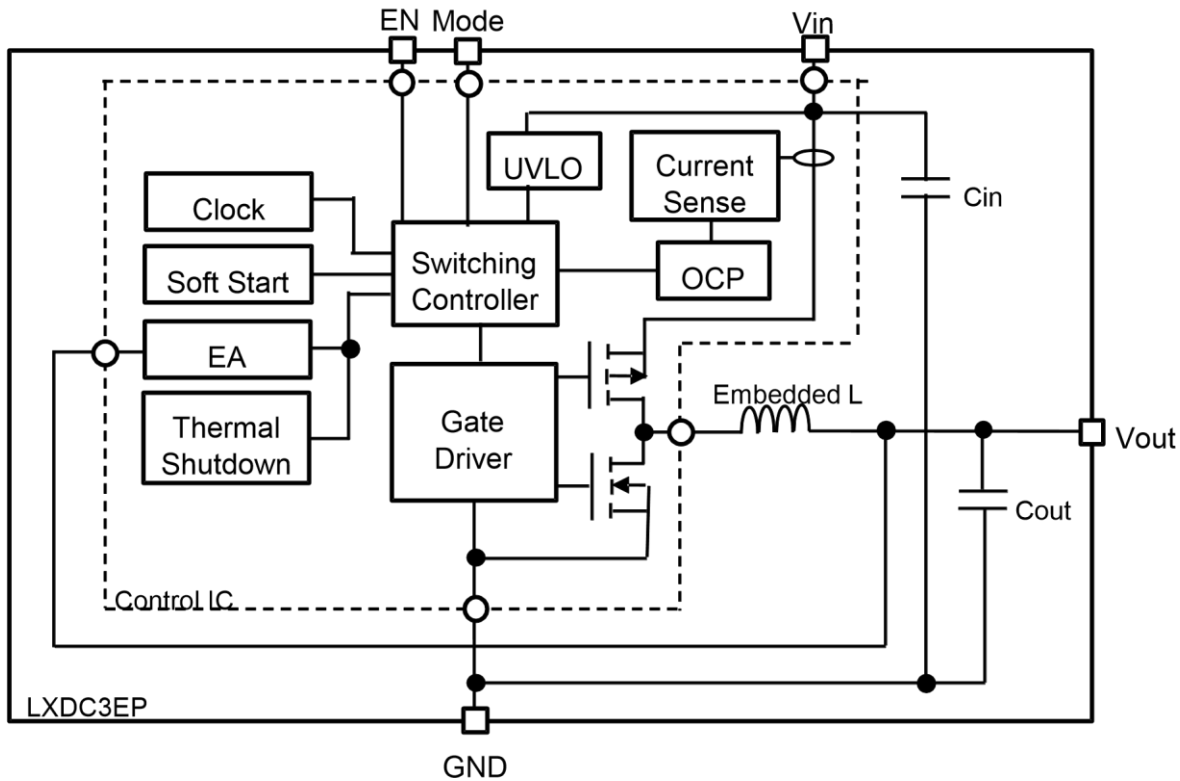 EN Mode Vin
UVLO
Current
Sense
Cin
Clock
Switching
Controller
Soft Start
OCP
EA
Embedded L
Thermal
Shutdown
Gate
Driver
Vout
Cout
Control IC
LXDC3EP
GND